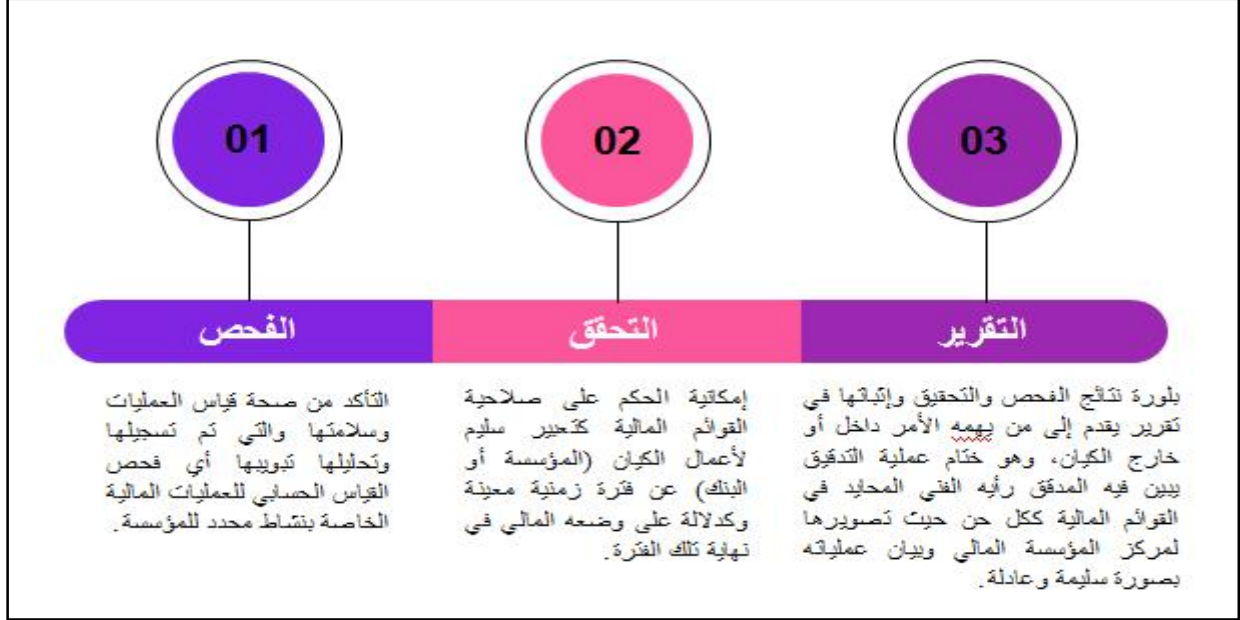 01
الفحص
التأكد من صحة قياس العمليات
وسلامتها والتي تم تسجيلها
وتحليلها تبويبها أي فحص
القياس الحسابي للعمليات المالية
الخاصة بنشاط محدد للمؤسسة.
02
التحقق
إمكانية الحكم على صلاحية
القوائم المالية كتعبير سليم
لأعمال الكيان (المؤسسة أو
البنك) عن فترة زمنية معينة
وكدلالة على وضعه المالي في
نهاية تلك الفترة.
03
التقرير
بلورة نتائج الفحص والتحقيق وإثباتها في
تقرير يقدم إلى من يهمه الأمر داخل أو
خارج الكيان، وهو ختام عملية التدقيق
يبين فيه المدقق رأيه الفني المحايد في
القوائم المالية ككل حن حيث تصويرها
لمركز المؤسسة المالي وبيان عملياته
بصورة سليمة وعادلة.